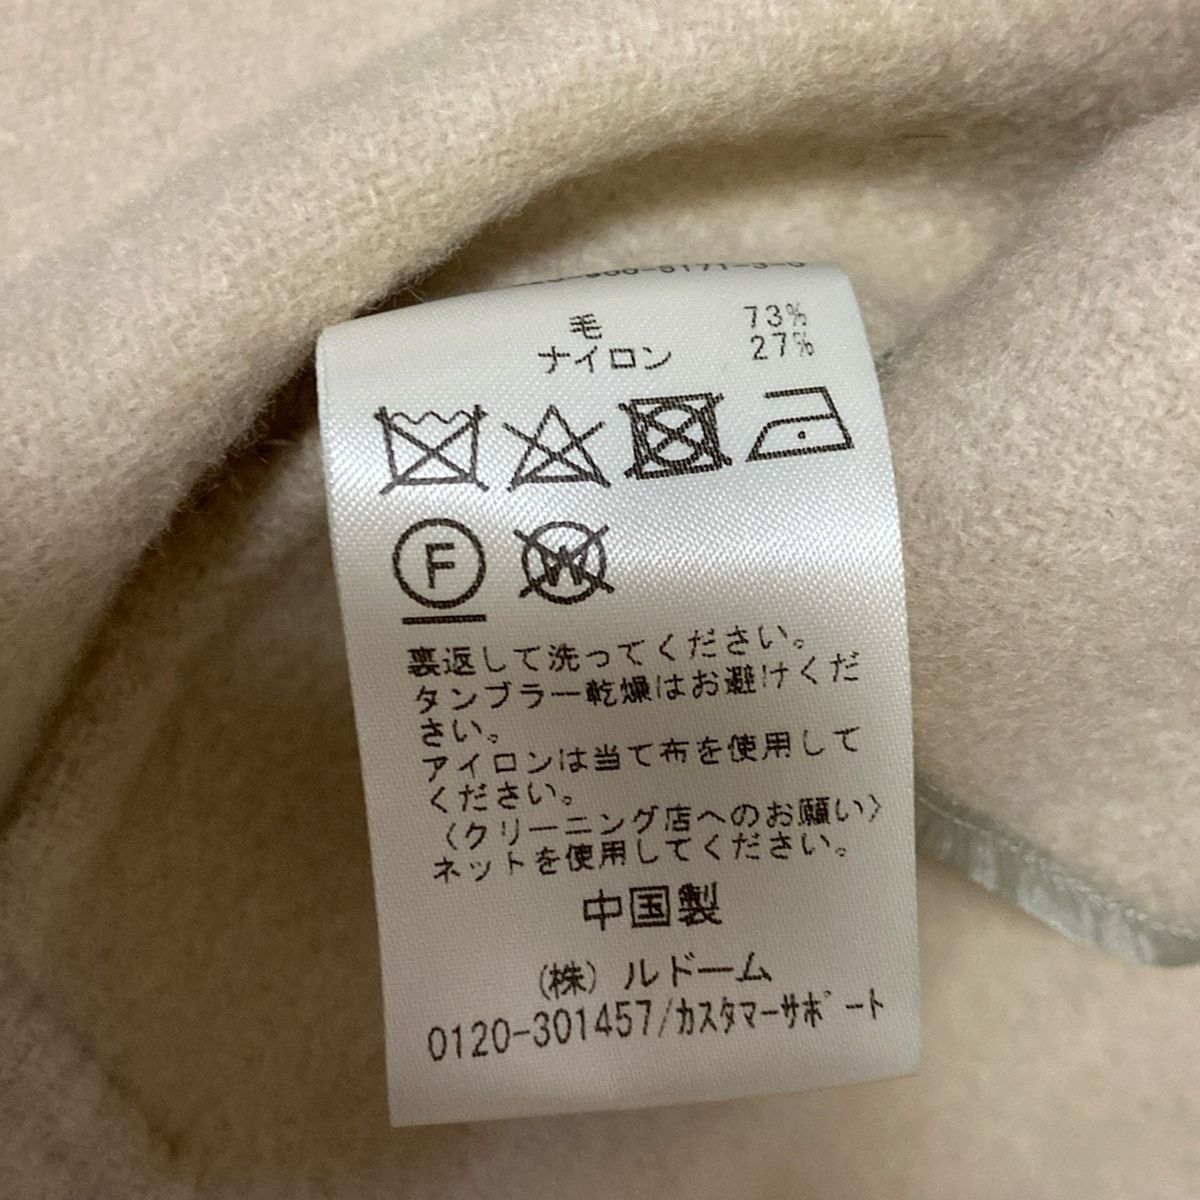 毛 73%
ナイロン 27%
F
W
裏返して洗ってください。
タンブラー乾燥はお避けくだ
さい。
アイロンは当て布を使用して
ください。
〈クリーニング店へのお願い〉
ネットを使用してください。
中国製
(株) ルドーム
0120-301457/カスタマーサポート